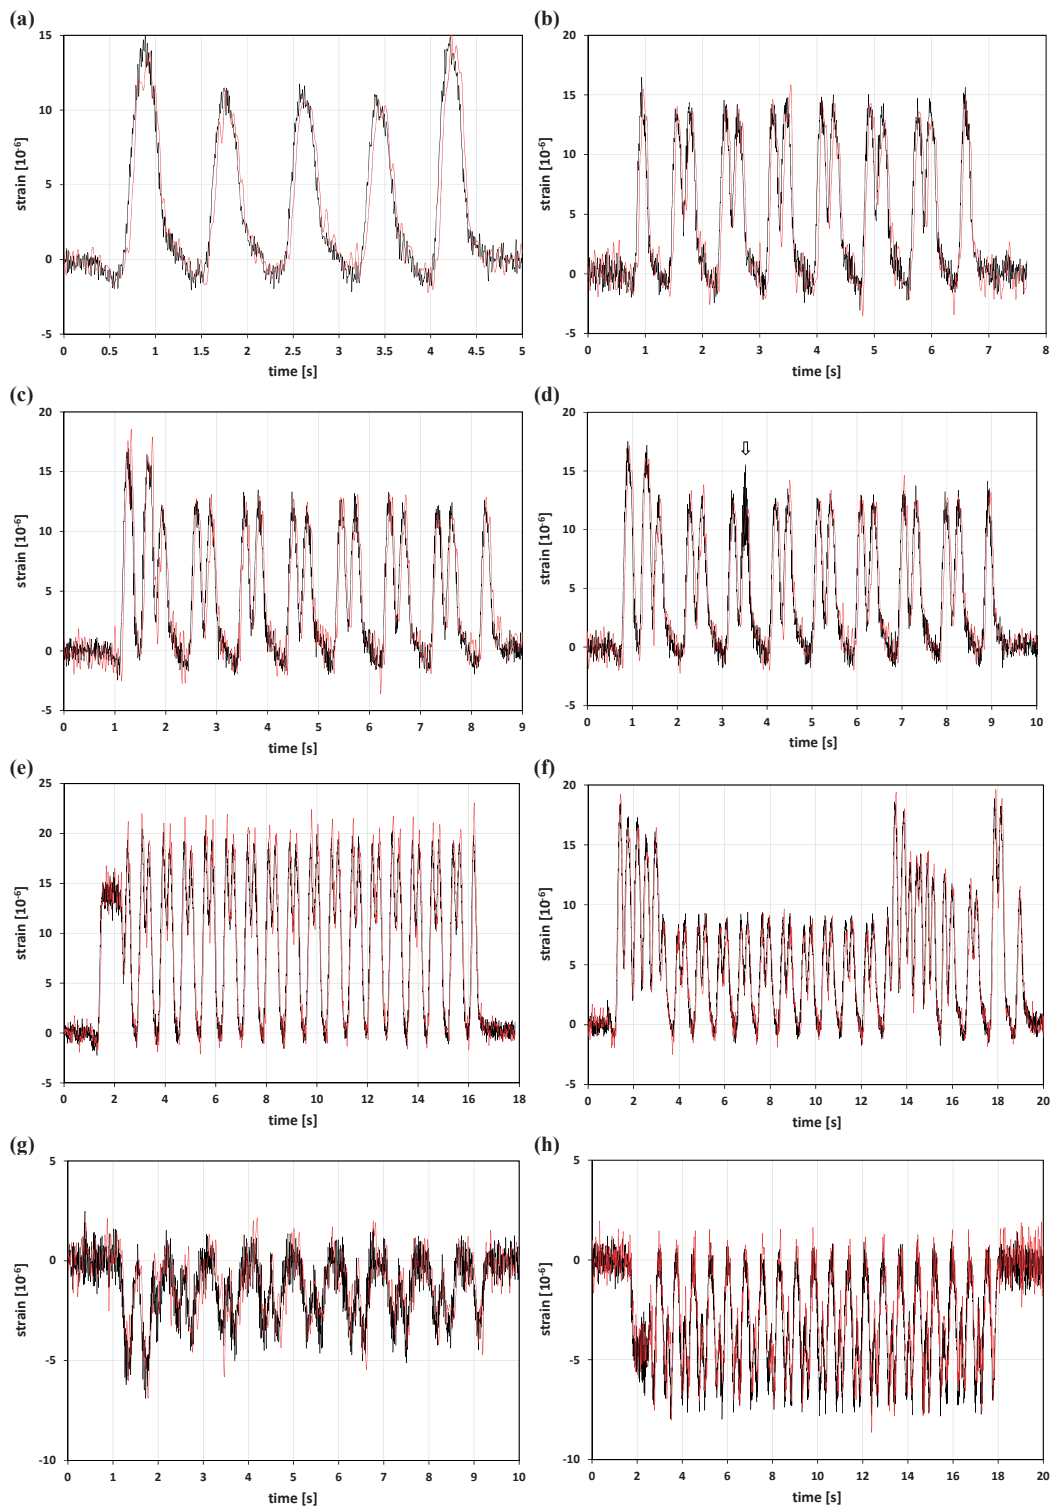 (a)
15
10
5
0
-5
strain [10⁻⁶]
0 0.5 1 1.5 2 2.5 3 3.5 4 4.5 5
time [s]
(b)
20
15
10
5
0
-5
strain [10⁻⁶]
0 1 2 3 4 5 6 7 8
time [s]
(c)
20
15
10
5
0
-5
strain [10⁻⁶]
0 1 2 3 4 5 6 7 8 9
time [s]
(d)
20
15
10
5
0
-5
strain [10⁻⁶]
0 1 2 3 4 5 6 7 8 9 10
time [s]
(e)
25
20
15
10
5
0
-5
strain [10⁻⁶]
0 2 4 6 8 10 12 14 16 18
time [s]
(f)
20
15
10
5
0
-5
strain [10⁻⁶]
0 2 4 6 8 10 12 14 16 18 20
time [s]
(g)
5
0
-5
-10
strain [10⁻⁶]
0 1 2 3 4 5 6 7 8 9 10
time [s]
(h)
5
0
-5
-10
strain [10⁻⁶]
0 2 4 6 8 10 12 14 16 18 20
time [s]